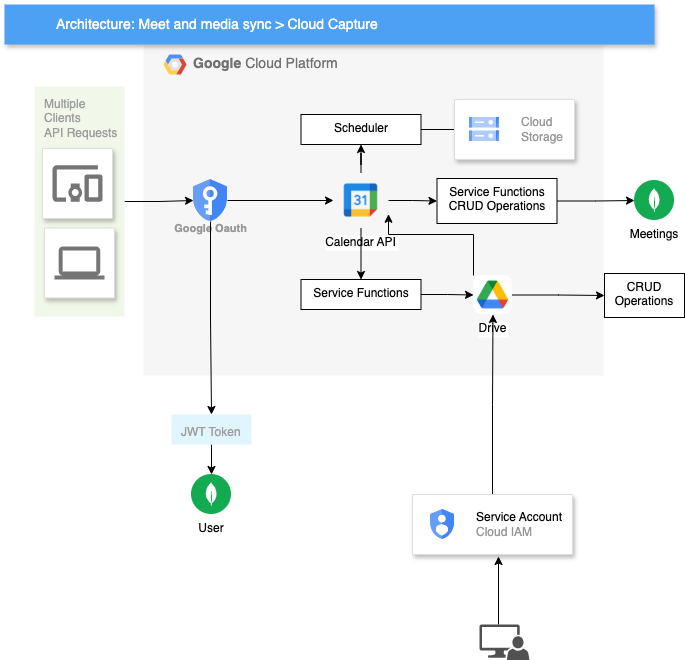 Architecture: Meet and media sync > Cloud Capture
Google Cloud Platform
Multiple
Clients
API Requests
Scheduler
Cloud
Storage
31
Service Functions
CRUD Operations
Google Oauth
Calendar API
Meetings
Service Functions
CRUD
Operations
Drive
JWT Token
User
Service Account
Cloud IAM